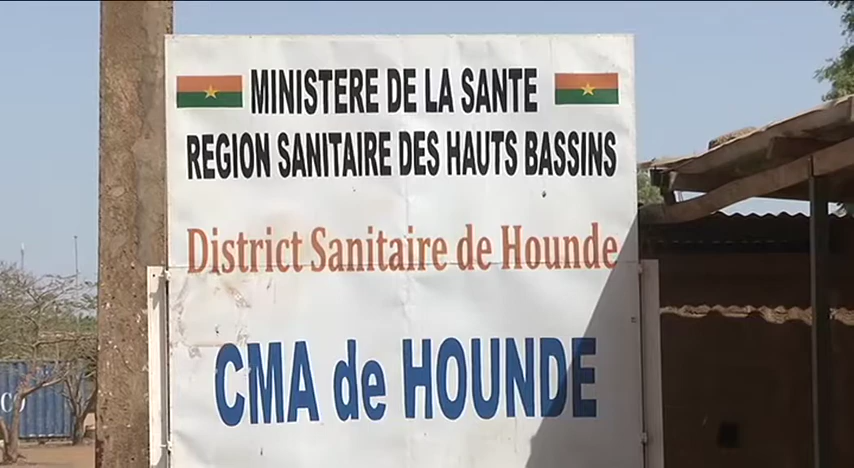 MINISTERE DE LA SANTE
REGION SANITAIRE DES HAUTS BASSINS
District Sanitaire de Hounde
CMA de HOUNDE